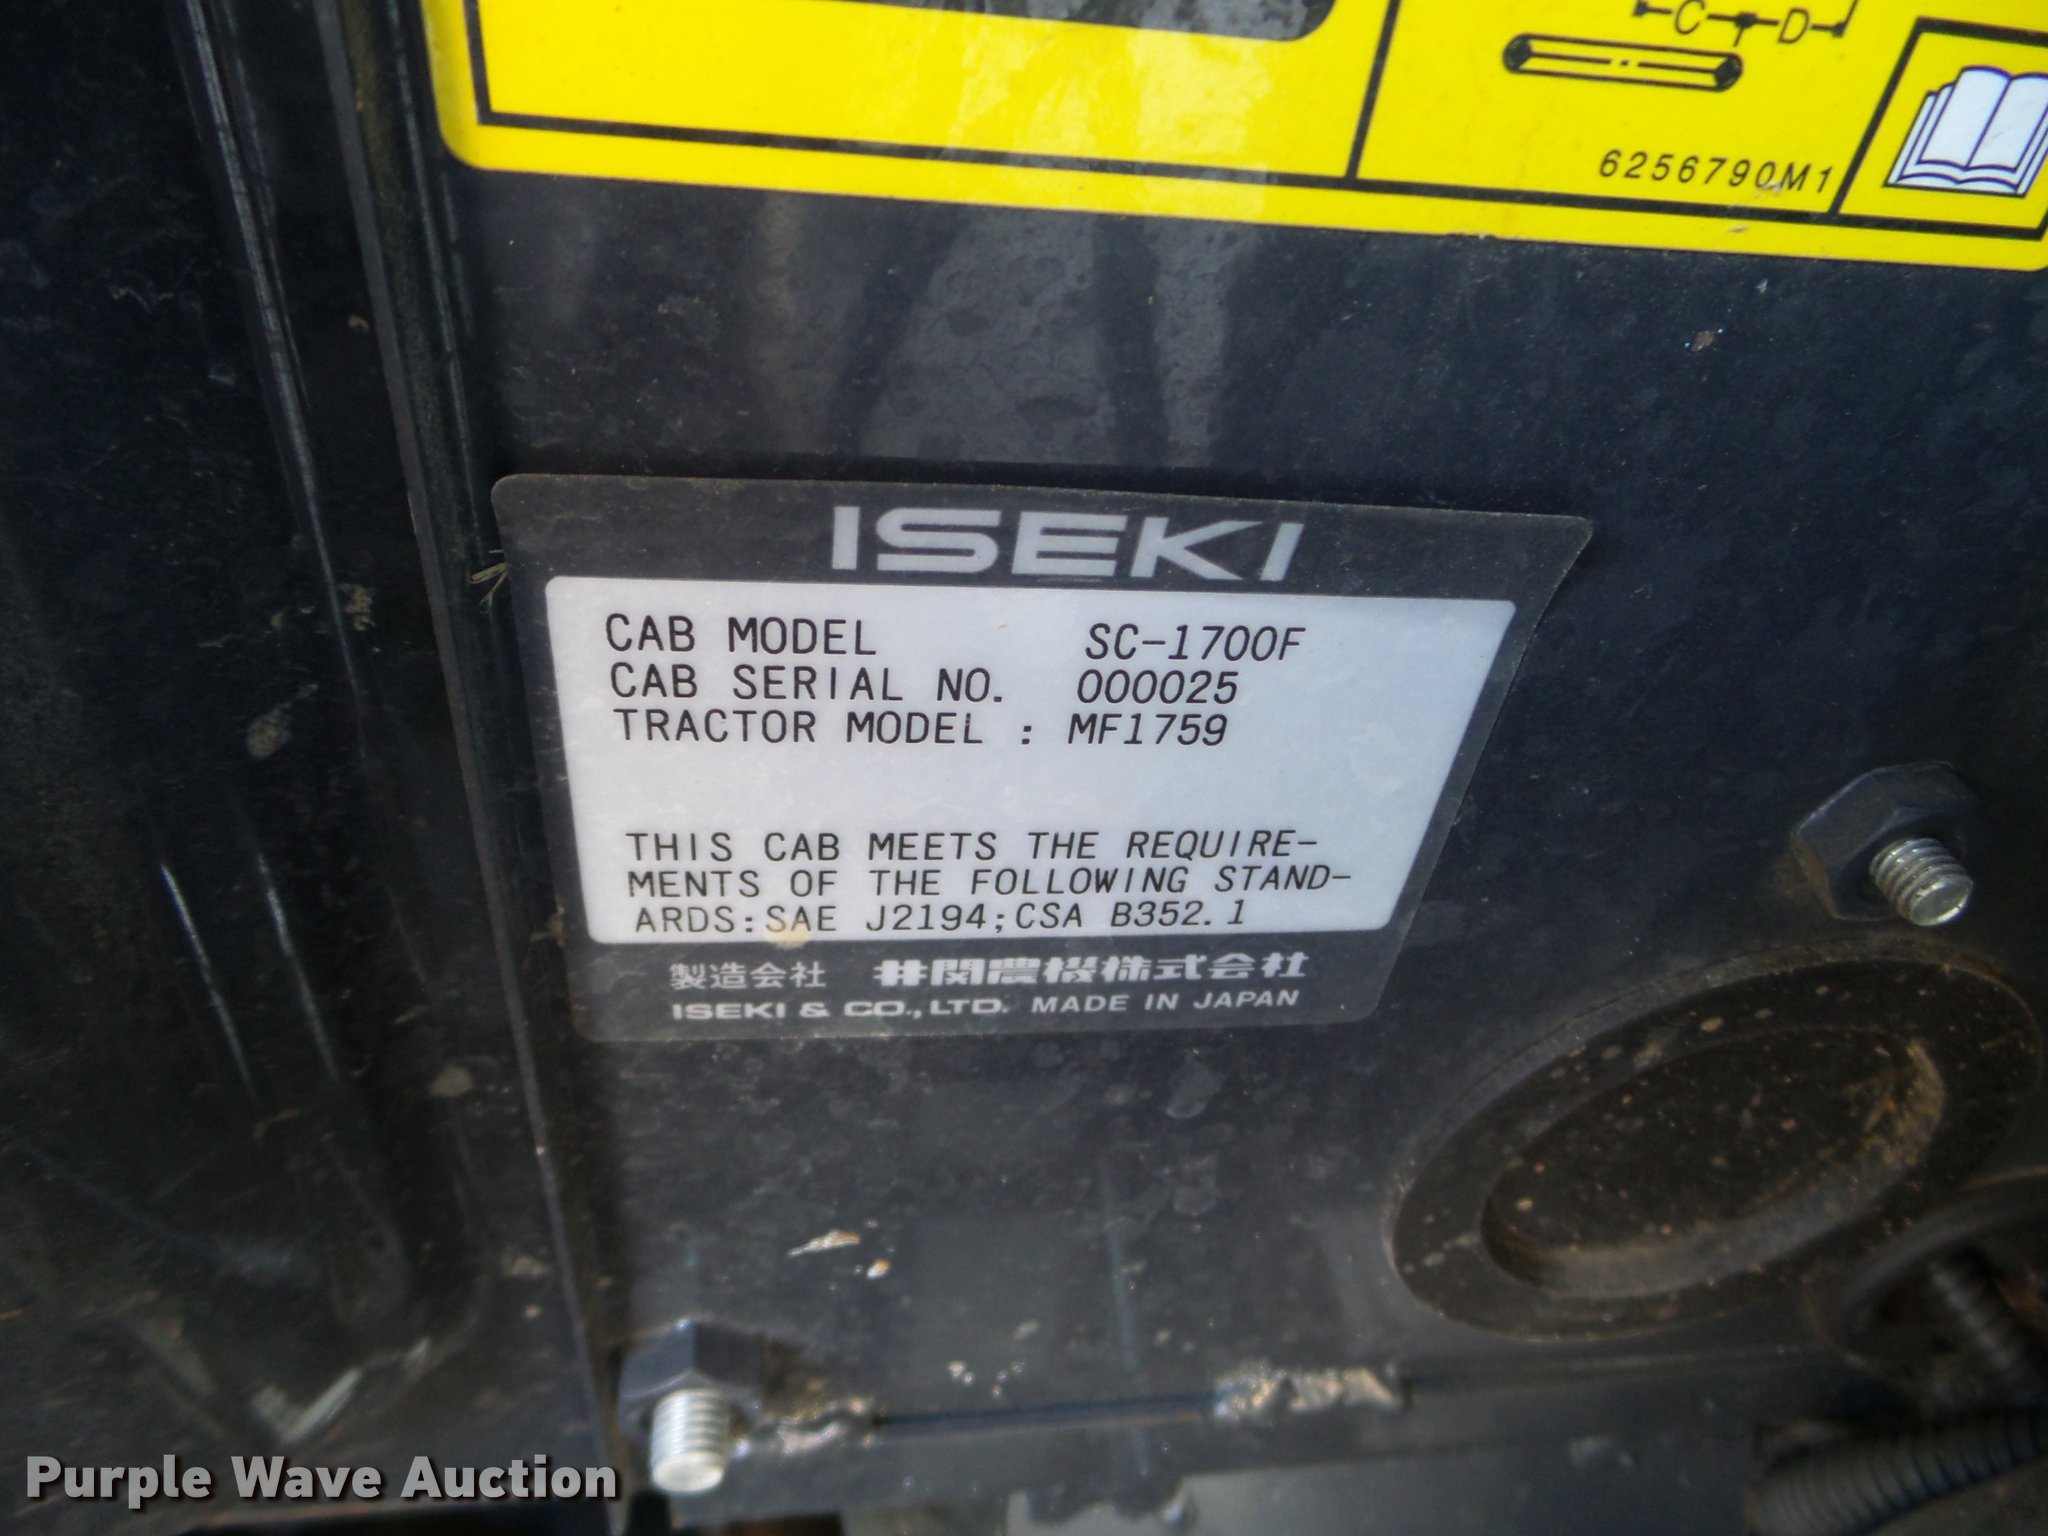 C D
6256790M1
ISEKI
CAB MODEL SC-1700F
CAB SERIAL NO. 000025
TRACTOR MODEL : MF1759
THIS CAB MEETS THE REQUIRE-
MENTS OF THE FOLLOWING STAND-
ARDS:SAE J2194;CSA B352.1
製造会社 井関農機株式会社
ISEKI & CO.,LTD. MADE IN JAPAN
Purple Wave Auction